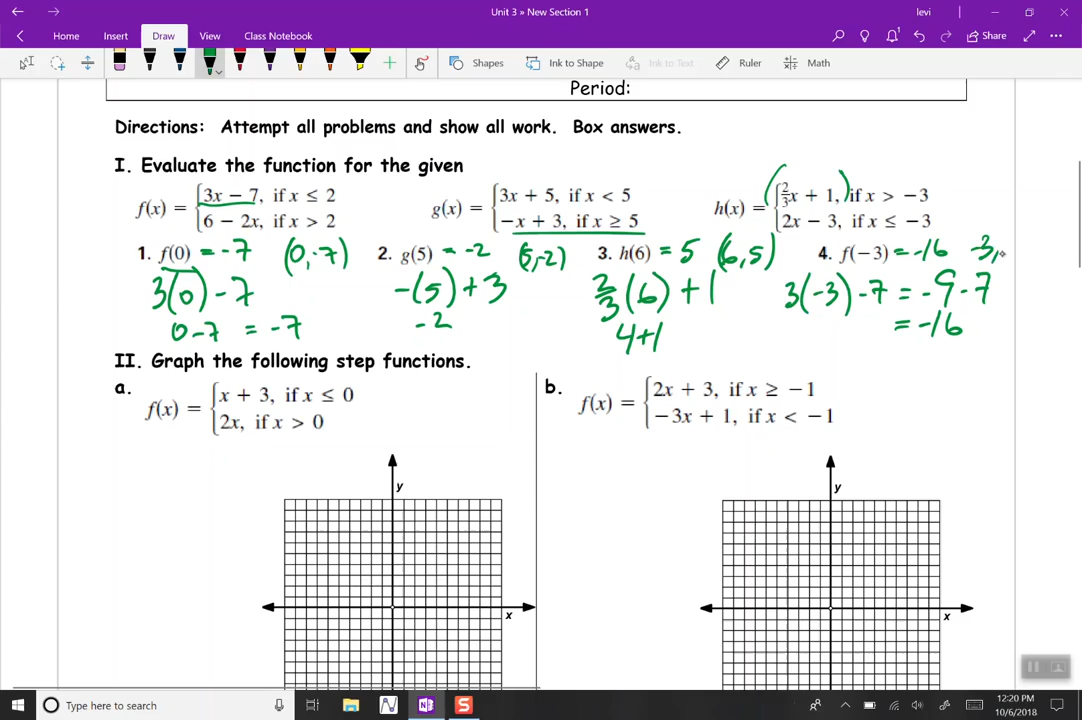 Unit 3 » New Section 1
levi
Home Insert Draw View Class Notebook
Share
Shapes Ink to Shape Ink to Text Ruler Math
Period:
Directions: Attempt all problems and show all work. Box answers.
I. Evaluate the function for the given
f(x) = {3x − 7, if x ≤ 2
6 − 2x, if x > 2
g(x) = {3x + 5, if x < 5
−x + 3, if x ≥ 5
h(x) = {(2/3 x + 1,) if x > −3
2x − 3, if x ≤ −3
1. f(0) = -7 (0,-7) 2. g(5) = -2 (5,-2) 3. h(6) = 5 (6,5) 4. f(−3) = -16 -3,
3(0) - 7 -(5) + 3 2/3 (6) + 1 3(-3) - 7 = -9 - 7
0 - 7 = -7 -2 4+1 = -16
II. Graph the following step functions.
a. f(x) = {x + 3, if x ≤ 0
2x, if x > 0
b. f(x) = {2x + 3, if x ≥ −1
−3x + 1, if x < −1
y y
x x
Type here to search
12:20 PM
10/6/2018